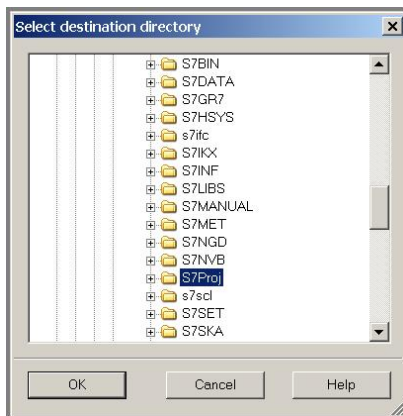 Select destination directory
S7BIN
S7DATA
S7GR7
S7HSYS
s7ifc
S7IKX
S7INF
S7LIBS
S7MANUAL
S7MET
S7NGD
S7NVB
S7Proj
s7scl
S7SET
S7SKA
OK Cancel Help